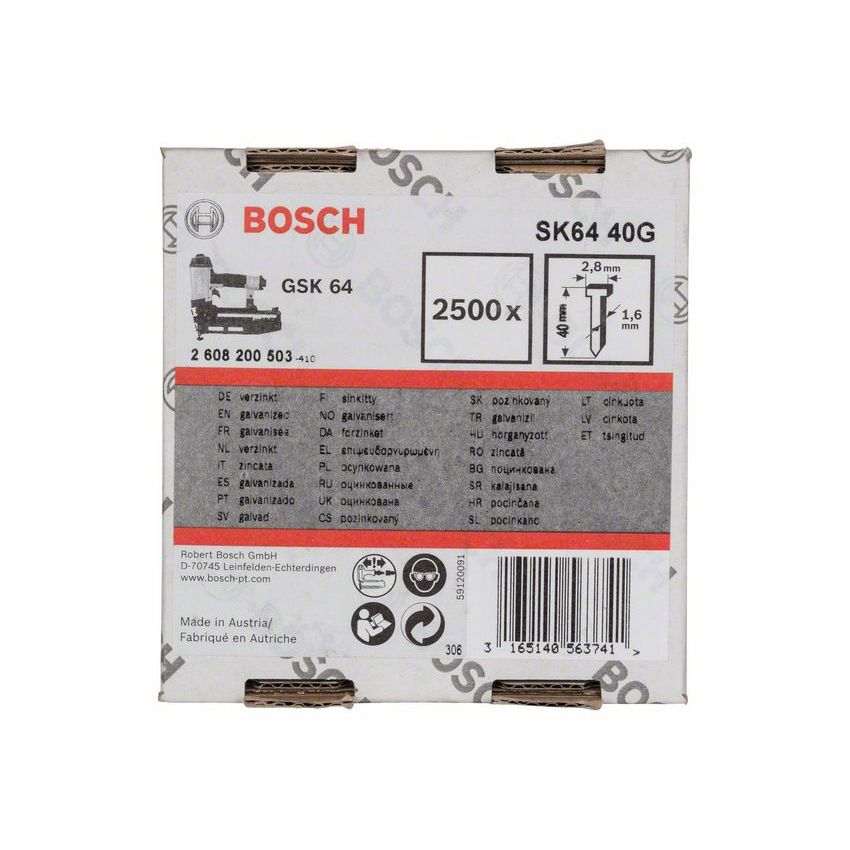 BOSCH
SK64 40G
GSK 64
2500 x
2,8 mm
40 mm
1,6 mm
2 608 200 503 -410
DE verzinkt
EN galvanized
FR galvanisée
NL verzinkt
IT zincata
ES galvanizada
PT galvanizado
SV galvad
FI sinkitty
NO galvanisert
DA forzinket
EL επιψευδαργυρωμένη
PL ocynkowana
RU оцинкованные
UK оцинкована
CS pozinkovaný
SK pozinkovaný
TR galvanizli
HU horganyzott
RO zincată
BG поцинкована
SR kalajisana
HR pocinčana
SL pocinkano
LT cinkuota
LV cinkota
ET tsingitud
Robert Bosch GmbH
D-70745 Leinfelden-Echterdingen
www.bosch-pt.com
Made in Austria/
Fabriqué en Autriche
59120091
306
3 165140 563741 >